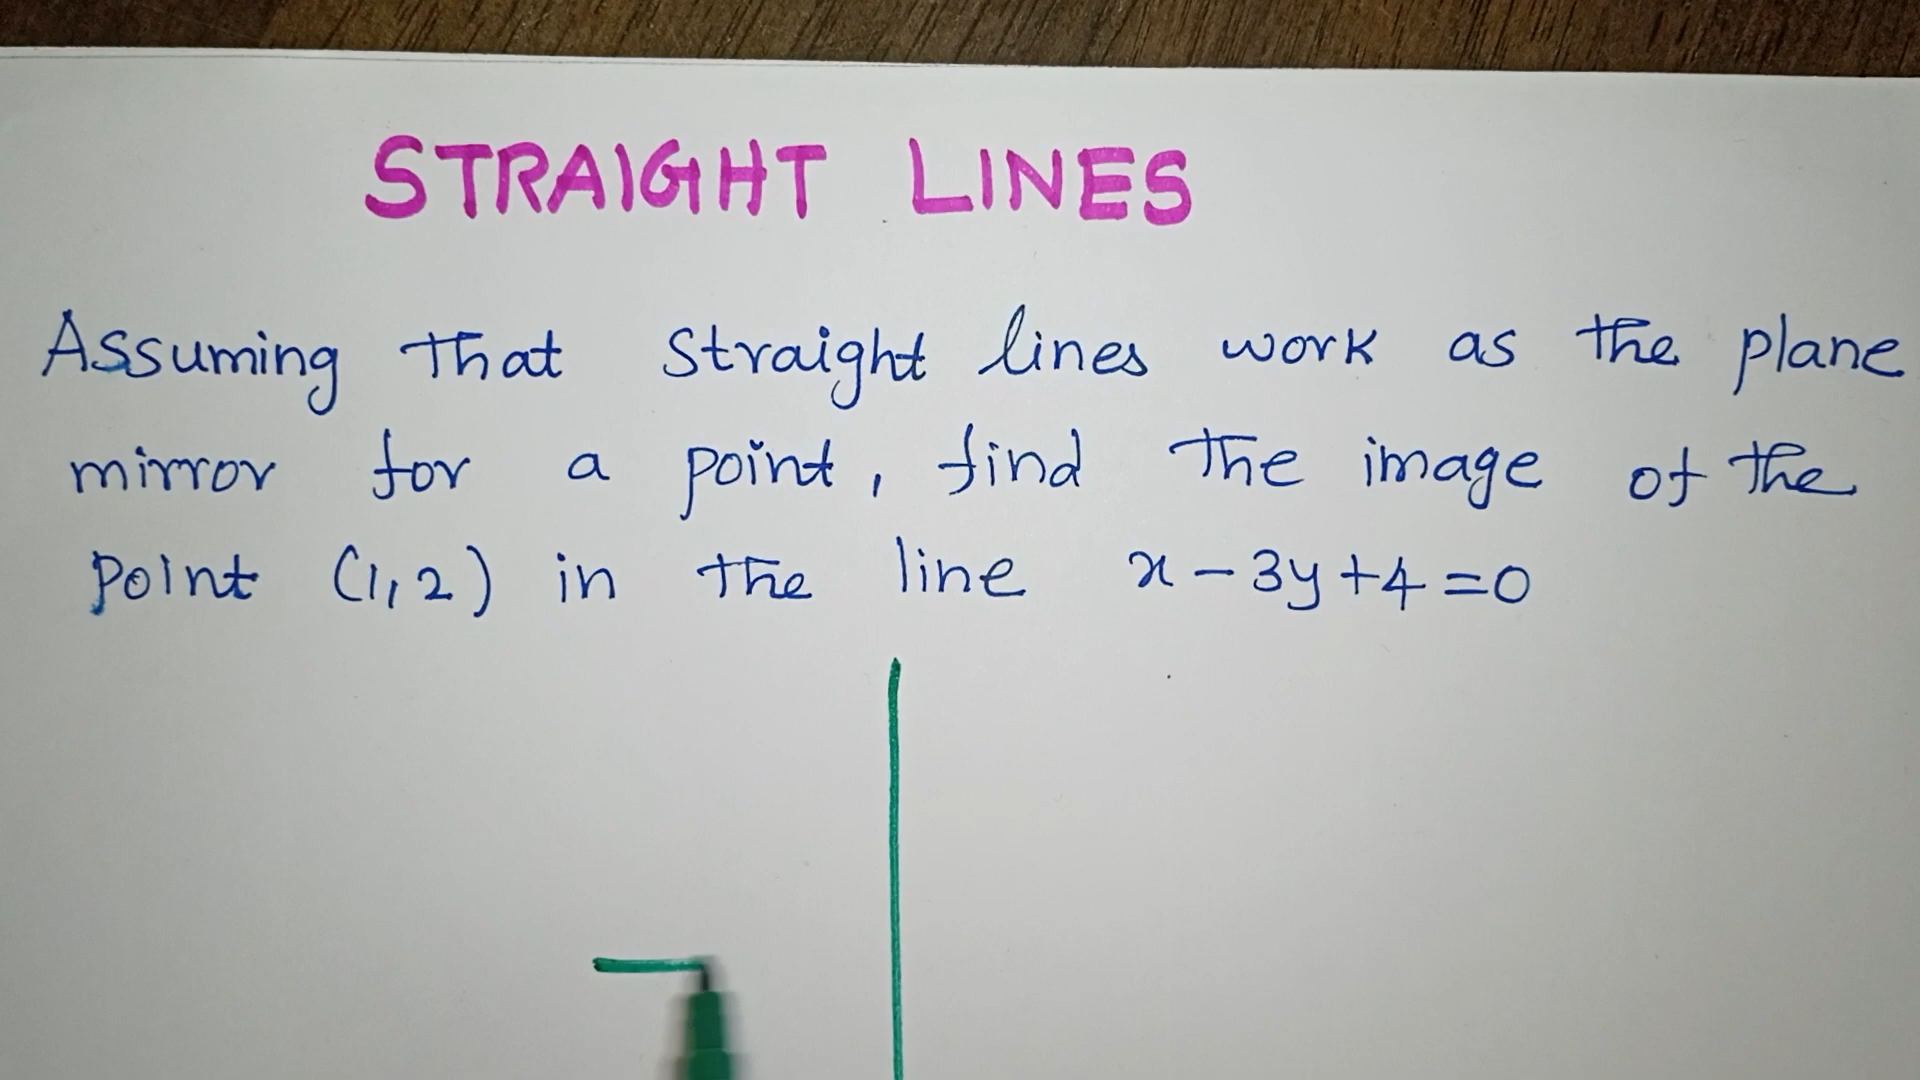 STRAIGHT LINES
Assuming that straight lines work as the plane
mirror for a point, find the image of the
point (1,2) in the line x-3y+4=0